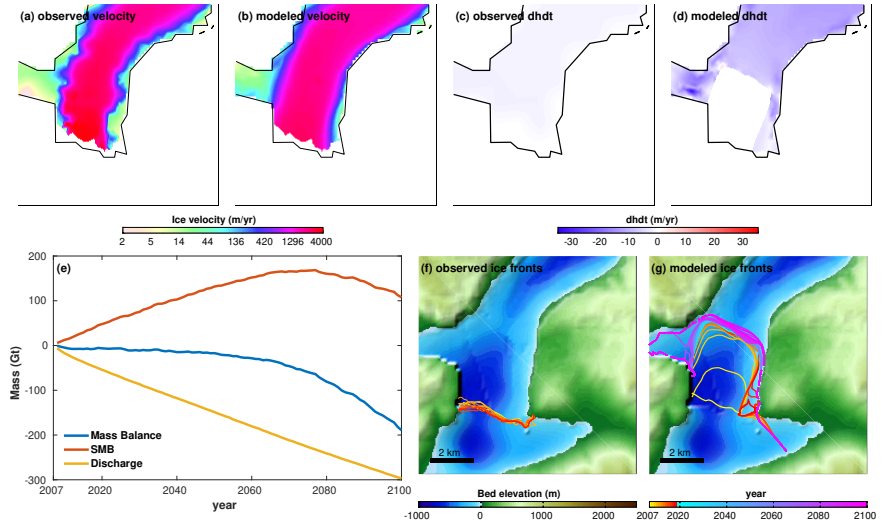 (a) observed velocity
(b) modeled velocity
(c) observed dhdt
(d) modeled dhdt
Ice velocity (m/yr)
2 5 14 44 136 420 1296 4000
dhdt (m/yr)
-30 -20 -10 0 10 20 30
(e)
200
100
0
-100
-200
-300
Mass (Gt)
Mass Balance
SMB
Discharge
2007 2020 2040 2060 2080 2100
year
(f) observed ice fronts
2 km
(g) modeled ice fronts
2 km
Bed elevation (m)
-1000 0 1000 2000
year
2007 2020 2040 2060 2080 2100